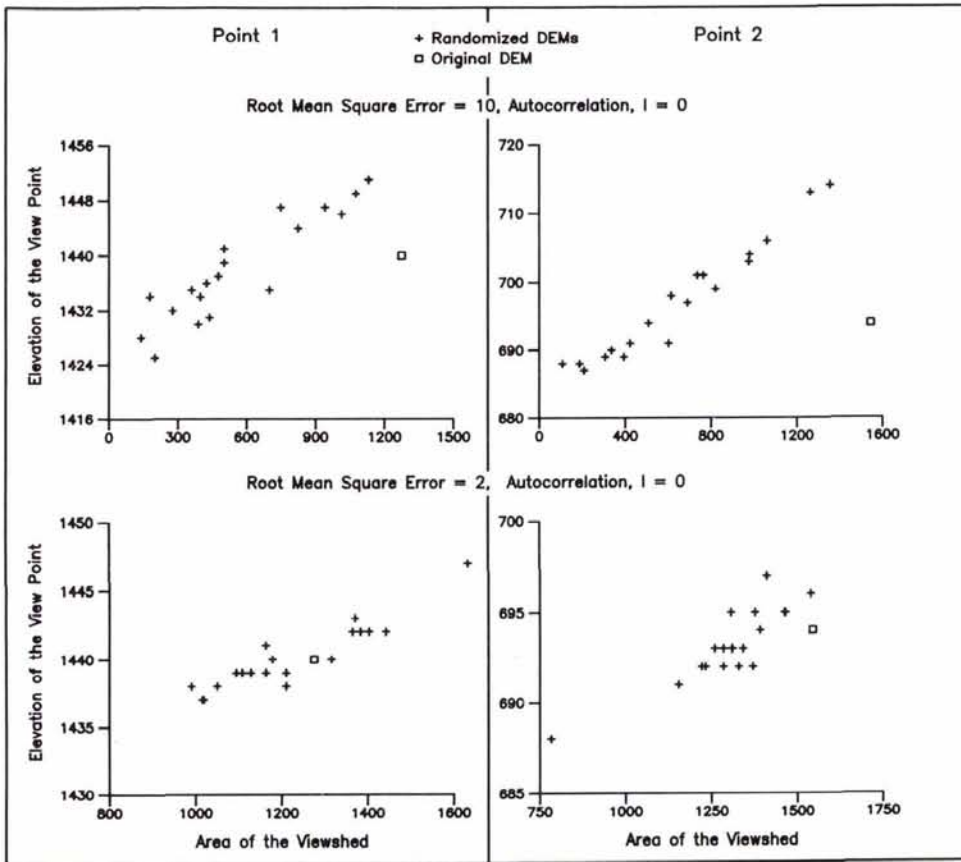 Point 1
+ Randomized DEMs
□ Original DEM
Point 2
Root Mean Square Error = 10, Autocorrelation, I = 0
Elevation of the View Point
1456
1448
1440
1432
1424
1416
0 300 600 900 1200 1500
720
710
700
690
680
0 400 800 1200 1600
Root Mean Square Error = 2, Autocorrelation, I = 0
Elevation of the View Point
1450
1445
1440
1435
1430
800 1000 1200 1400 1600
Area of the Viewshed
700
695
690
685
750 1000 1250 1500 1750
Area of the Viewshed